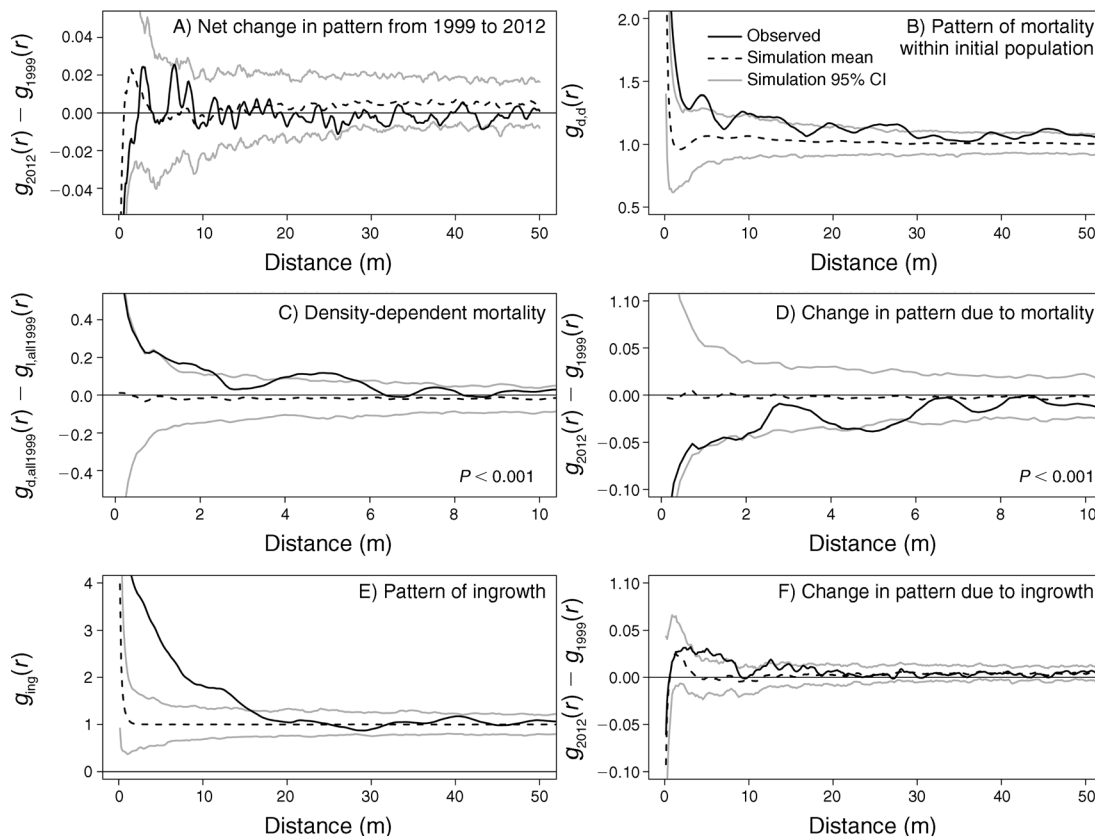 A) Net change in pattern from 1999 to 2012
g2012(r) − g1999(r)
0.04
0.02
0.00
−0.02
−0.04
0 10 20 30 40 50
Distance (m)
B) Pattern of mortality
within initial population
Observed
Simulation mean
Simulation 95% CI
gd,d(r)
2.0
1.5
1.0
0.5
0 10 20 30 40 50
Distance (m)
C) Density-dependent mortality
gd,all1999(r) − gl,all1999(r)
0.4
0.2
0.0
−0.2
−0.4
P < 0.001
0 2 4 6 8 10
Distance (m)
D) Change in pattern due to mortality
g2012(r) − g1999(r)
1.10
0.05
0.00
−0.05
−0.10
P < 0.001
0 2 4 6 8 10
Distance (m)
E) Pattern of ingrowth
ging(r)
4
3
2
1
0
0 10 20 30 40 50
Distance (m)
F) Change in pattern due to ingrowth
g2012(r) − g1999(r)
1.10
0.05
0.00
−0.05
−0.10
0 10 20 30 40 50
Distance (m)